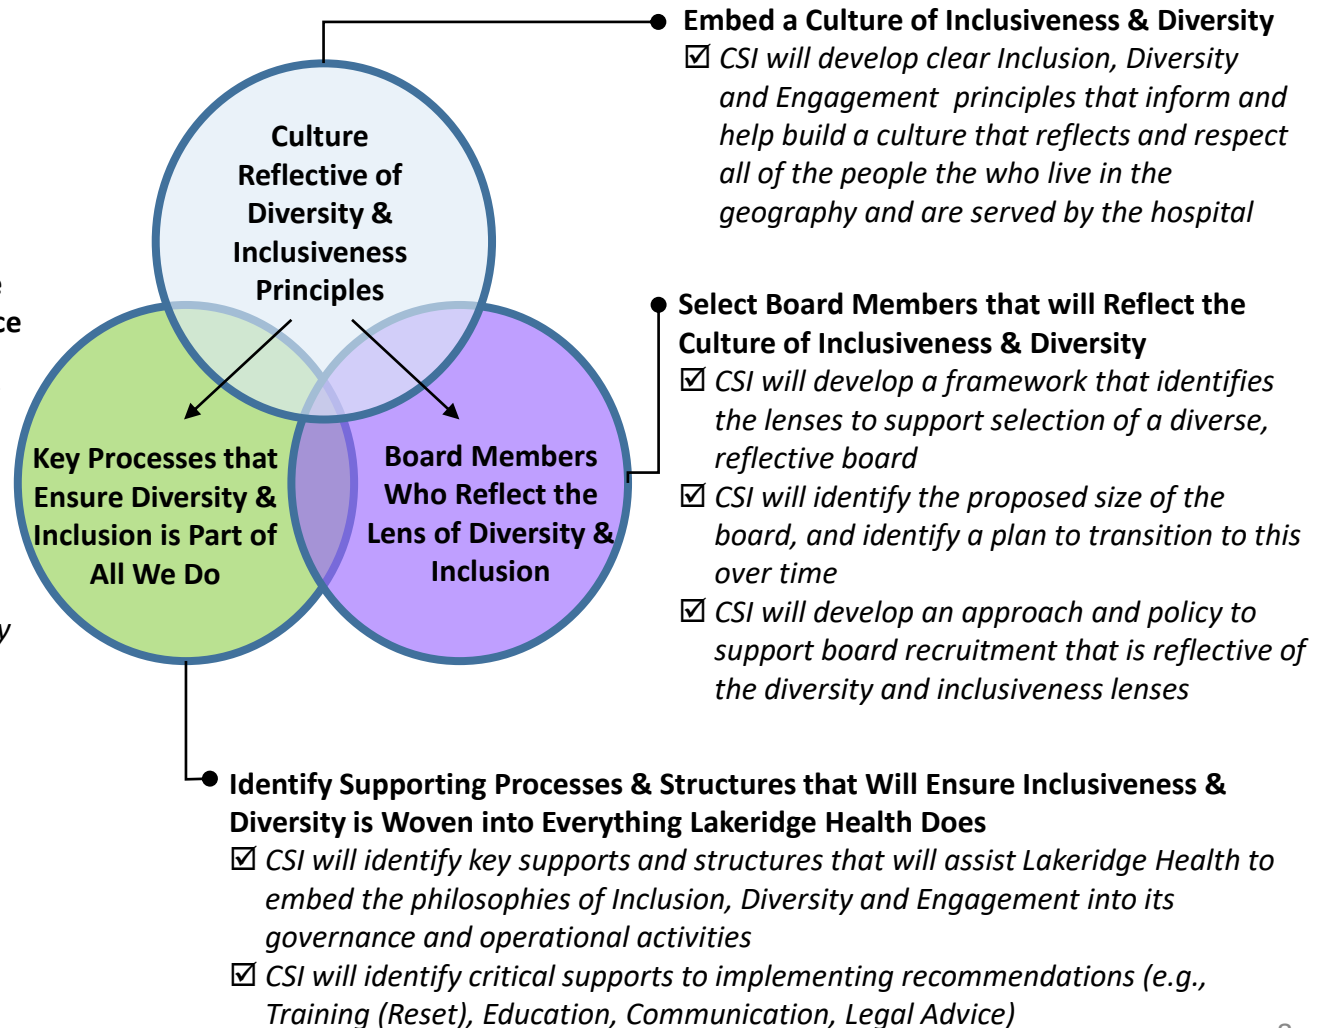 Embed a Culture of Inclusiveness & Diversity
☑ CSI will develop clear Inclusion, Diversity
and Engagement principles that inform and
help build a culture that reflects and respect
all of the people the who live in the
geography and are served by the hospital
Culture
Reflective of
Diversity &
Inclusiveness
Principles
Select Board Members that will Reflect the
Culture of Inclusiveness & Diversity
☑ CSI will develop a framework that identifies
the lenses to support selection of a diverse,
reflective board
☑ CSI will identify the proposed size of the
board, and identify a plan to transition to this
over time
☑ CSI will develop an approach and policy to
support board recruitment that is reflective of
the diversity and inclusiveness lenses
Key Processes that
Ensure Diversity &
Inclusion is Part of
All We Do
Board Members
Who Reflect the
Lens of Diversity &
Inclusion
Identify Supporting Processes & Structures that Will Ensure Inclusiveness &
Diversity is Woven into Everything Lakeridge Health Does
☑ CSI will identify key supports and structures that will assist Lakeridge Health to
embed the philosophies of Inclusion, Diversity and Engagement into its
governance and operational activities
☑ CSI will identify critical supports to implementing recommendations (e.g.,
Training (Reset), Education, Communication, Legal Advice)